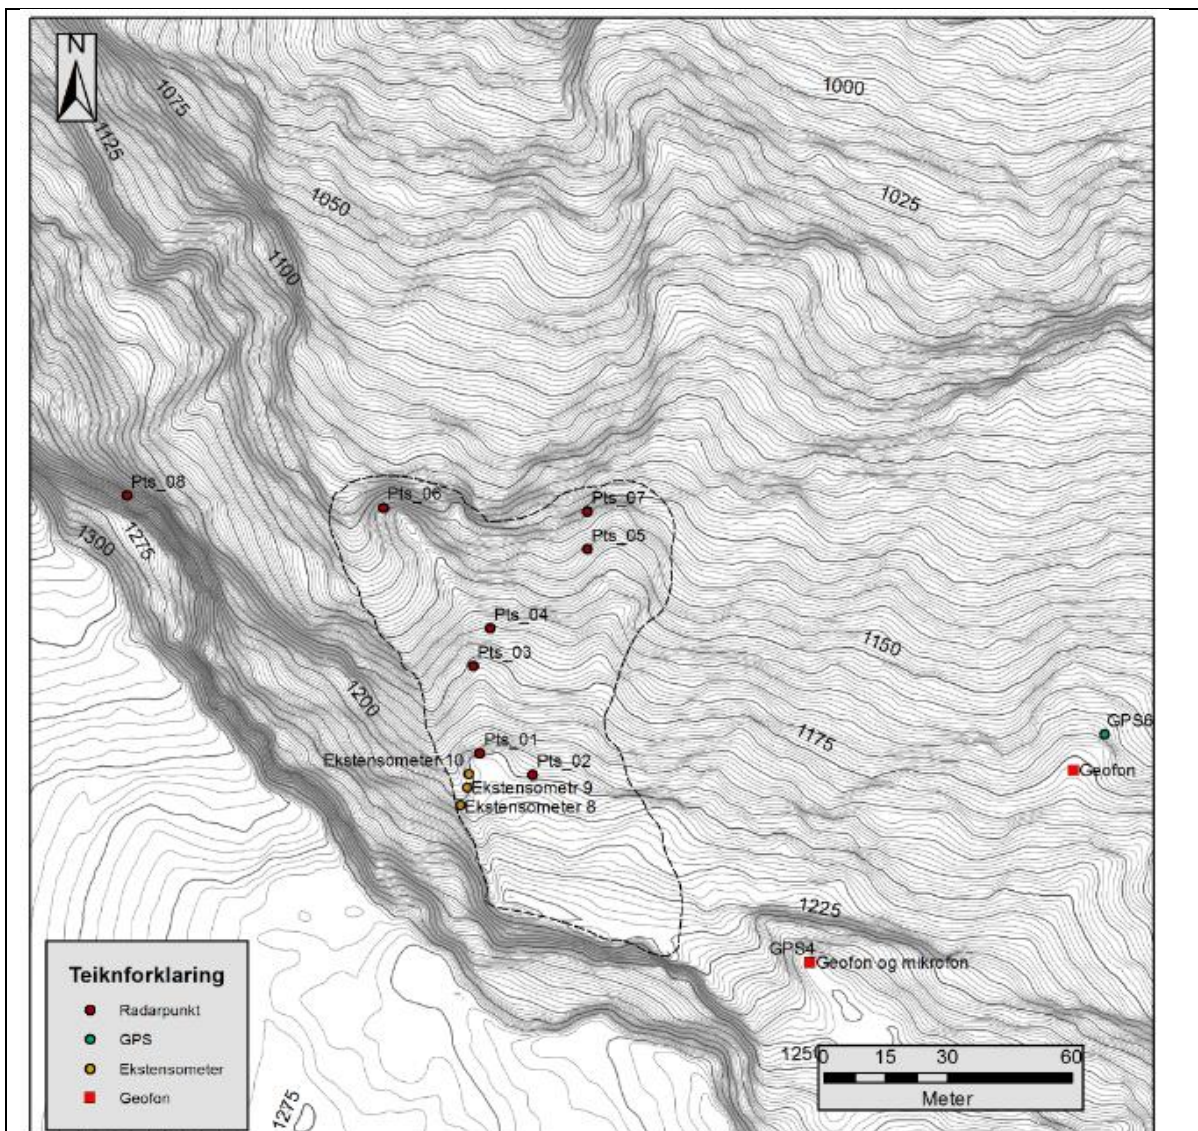 N
1000
1075
1125
1050
1025
1100
Pts_08
Pts_06
Pts_07
1300
1275
Pts_05
Pts_04
1150
Pts_03
1200
GPS6
1175
Pts_01
Ekstensometer 10
Pts_02
Geofon
Ekstensometr 9
Ekstensometer 8
1225
GPS4
Geofon og mikrofon
Teiknforklaring
Radarpunkt
GPS
Ekstensometer
Geofon
1250
0 15 30 60
Meter
1275